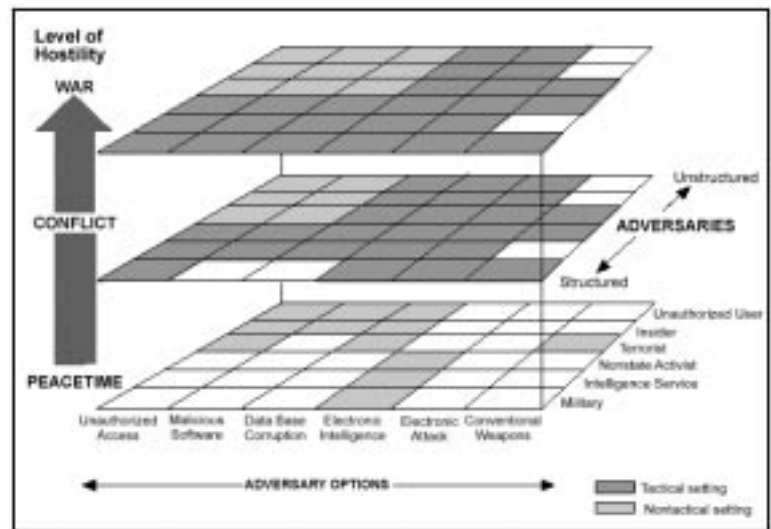 Level of
Hostility
WAR
CONFLICT
PEACETIME
Unstructured
ADVERSARIES
Structured
Unauthorized User
Insider
Terrorist
Nonstate Activist
Intelligence Service
Military
Unauthorized
Access
Malicious
Software
Data Base
Corruption
Electronic
Intelligence
Electronic
Attack
Conventional
Weapons
ADVERSARY OPTIONS
Tactical setting
Nontactical setting